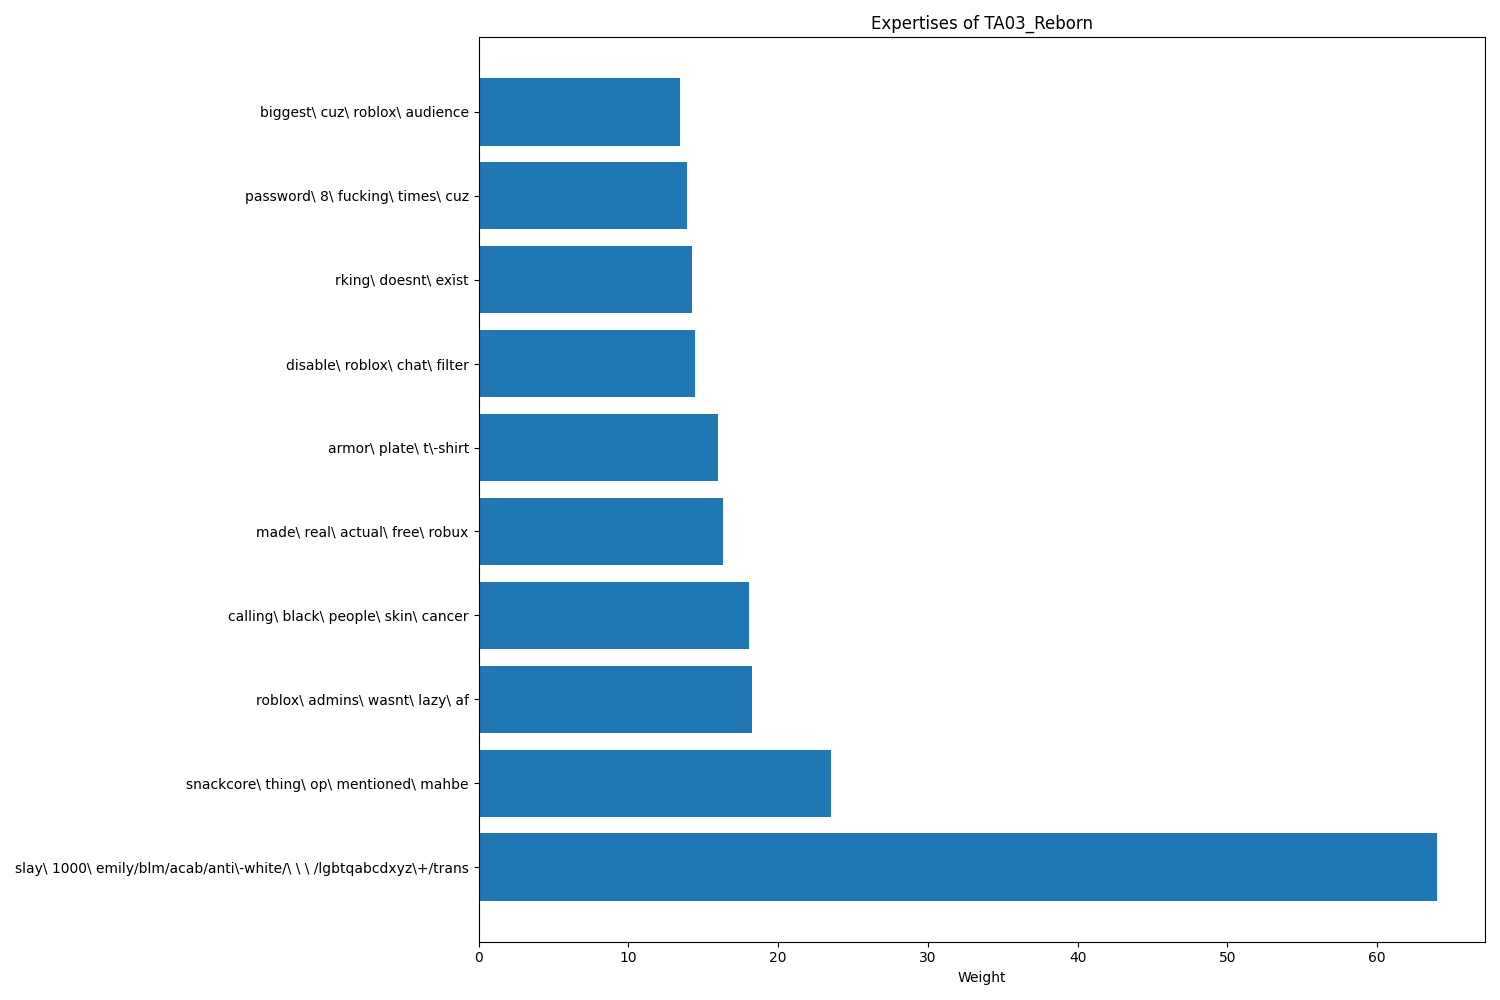 Expertises of TA03_Reborn
biggest\ cuz\ roblox\ audience
password\ 8\ fucking\ times\ cuz
rking\ doesnt\ exïst
disable\ roblox\ chat\ filter
armor\ plate\ t\-shirt
made\ real\ actual\ free\ robux
calling\ black\ people\ skin\ cancer
roblox\ admins\ wasnt\ lazy\ af
snackcore\ thing\ op\ mentioned\ mahbe
slay\ 1000\ emily/blm/acab/anti\-white/\ \ \ /lgbtqabcdxyz\+/trans
0 10 20 30 40 50 60
Weight